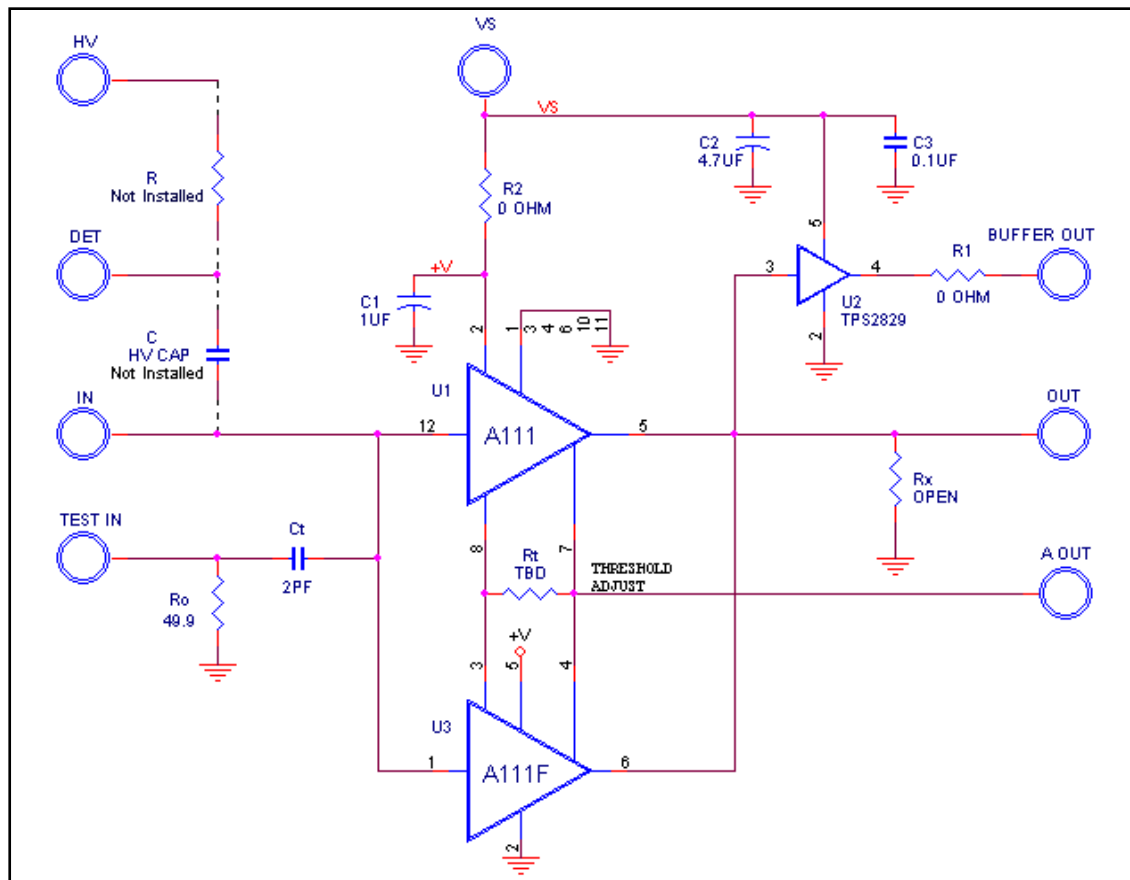 HV
VS
VS
R
Not Installed
R2
0 OHM
C2
4.7UF
C3
0.1UF
DET
+V
C1
1UF
5
BUFFER OUT
3
4
R1
0 OHM
U2
TPS2829
2
C
HV CAP
Not Installed
2
1
3
4
6
10
11
IN
U1
12
A111
5
OUT
Rx
OPEN
TEST IN
Ct
2PF
Ro
49.9
8
7
Rt
TBD
THRESHOLD
ADJUST
A OUT
+V
3
5
4
U3
1
A111F
6
2